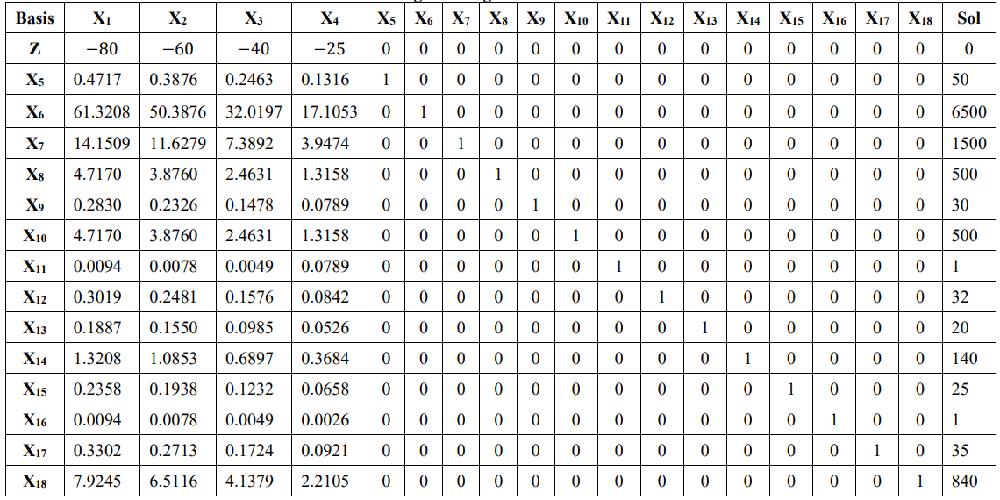 Basis X₁ X₂ X₃ X₄ X₅ X₆ X₇ X₈ X₉ X₁₀ X₁₁ X₁₂ X₁₃ X₁₄ X₁₅ X₁₆ X₁₇ X₁₈ Sol
Z −80 −60 −40 −25 0 0 0 0 0 0 0 0 0 0 0 0 0 0 0
X₅ 0.4717 0.3876 0.2463 0.1316 1 0 0 0 0 0 0 0 0 0 0 0 0 0 50
X₆ 61.3208 50.3876 32.0197 17.1053 0 1 0 0 0 0 0 0 0 0 0 0 0 0 6500
X₇ 14.1509 11.6279 7.3892 3.9474 0 0 1 0 0 0 0 0 0 0 0 0 0 0 1500
X₈ 4.7170 3.8760 2.4631 1.3158 0 0 0 1 0 0 0 0 0 0 0 0 0 0 500
X₉ 0.2830 0.2326 0.1478 0.0789 0 0 0 0 1 0 0 0 0 0 0 0 0 0 30
X₁₀ 4.7170 3.8760 2.4631 1.3158 0 0 0 0 0 1 0 0 0 0 0 0 0 0 500
X₁₁ 0.0094 0.0078 0.0049 0.0789 0 0 0 0 0 0 1 0 0 0 0 0 0 0 1
X₁₂ 0.3019 0.2481 0.1576 0.0842 0 0 0 0 0 0 0 1 0 0 0 0 0 0 32
X₁₃ 0.1887 0.1550 0.0985 0.0526 0 0 0 0 0 0 0 0 1 0 0 0 0 0 20
X₁₄ 1.3208 1.0853 0.6897 0.3684 0 0 0 0 0 0 0 0 0 1 0 0 0 0 140
X₁₅ 0.2358 0.1938 0.1232 0.0658 0 0 0 0 0 0 0 0 0 0 1 0 0 0 25
X₁₆ 0.0094 0.0078 0.0049 0.0026 0 0 0 0 0 0 0 0 0 0 0 1 0 0 1
X₁₇ 0.3302 0.2713 0.1724 0.0921 0 0 0 0 0 0 0 0 0 0 0 0 1 0 35
X₁₈ 7.9245 6.5116 4.1379 2.2105 0 0 0 0 0 0 0 0 0 0 0 0 0 1 840